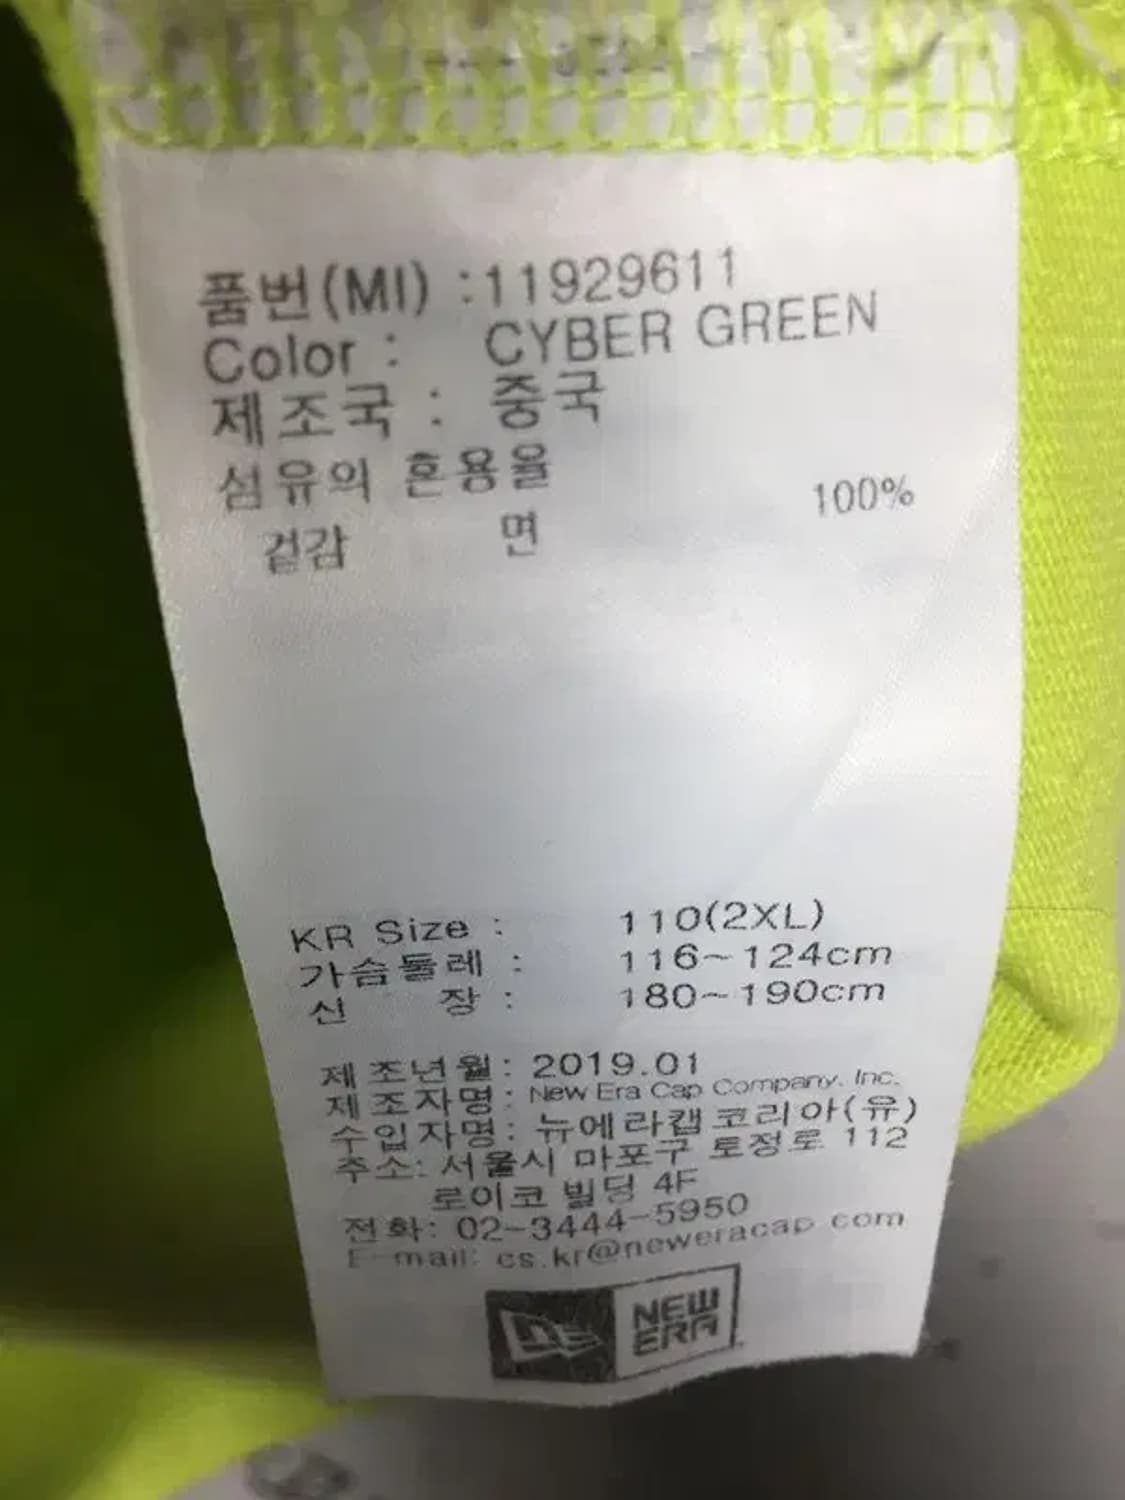 품번(MI) :11929611
Color : CYBER GREEN
제조국 : 중국
섬유의 혼용율
겉감 면 100%
KR Size : 110(2XL)
가슴둘레 : 116~124cm
신 장 : 180~190cm
제조년월: 2019.01
제조자명: New Era Cap Company. Inc.
수입자명: 뉴에라캡코리아(유)
주소: 서울시 마포구 토정로 112
로이코 빌딩 4F
전화: 02-3444-5950
E-mail: cs.kr@neweracap.com
NEW
ERA